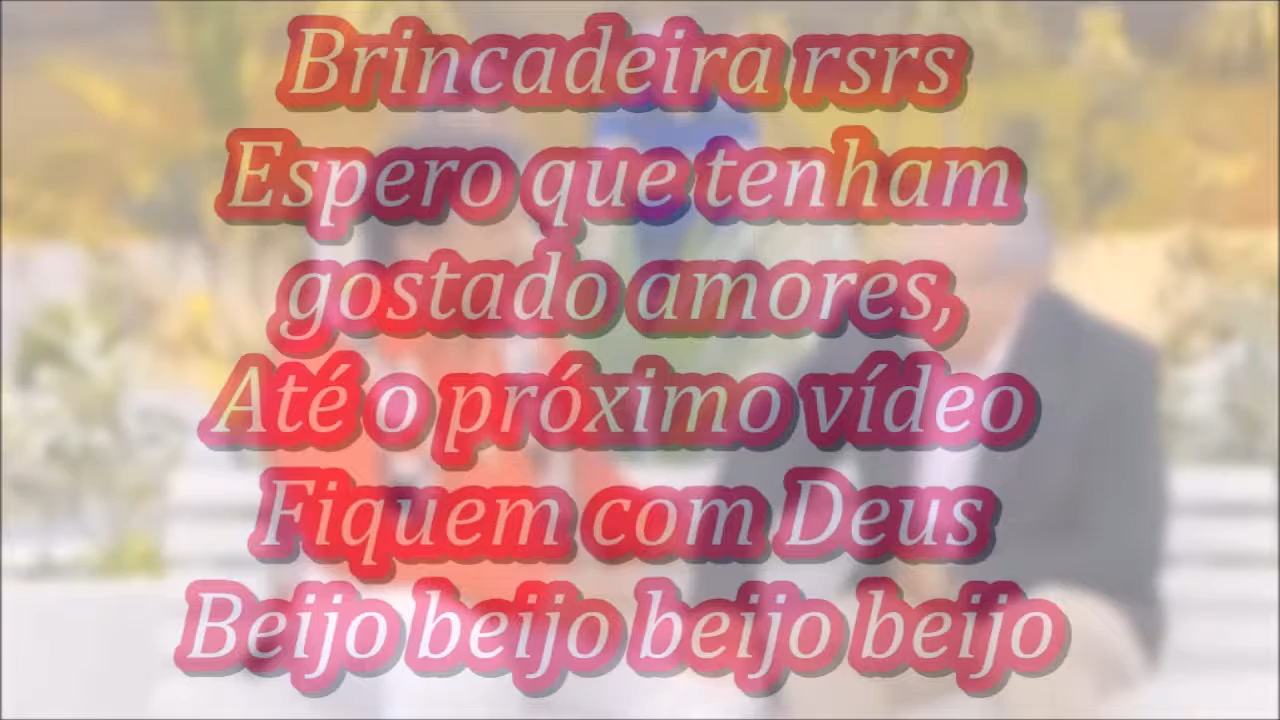 Brincadeira rsrs
Espero que tenham
gostado amores,
Até o próximo vídeo
Fiquem com Deus
Beijo beijo beijo beijo